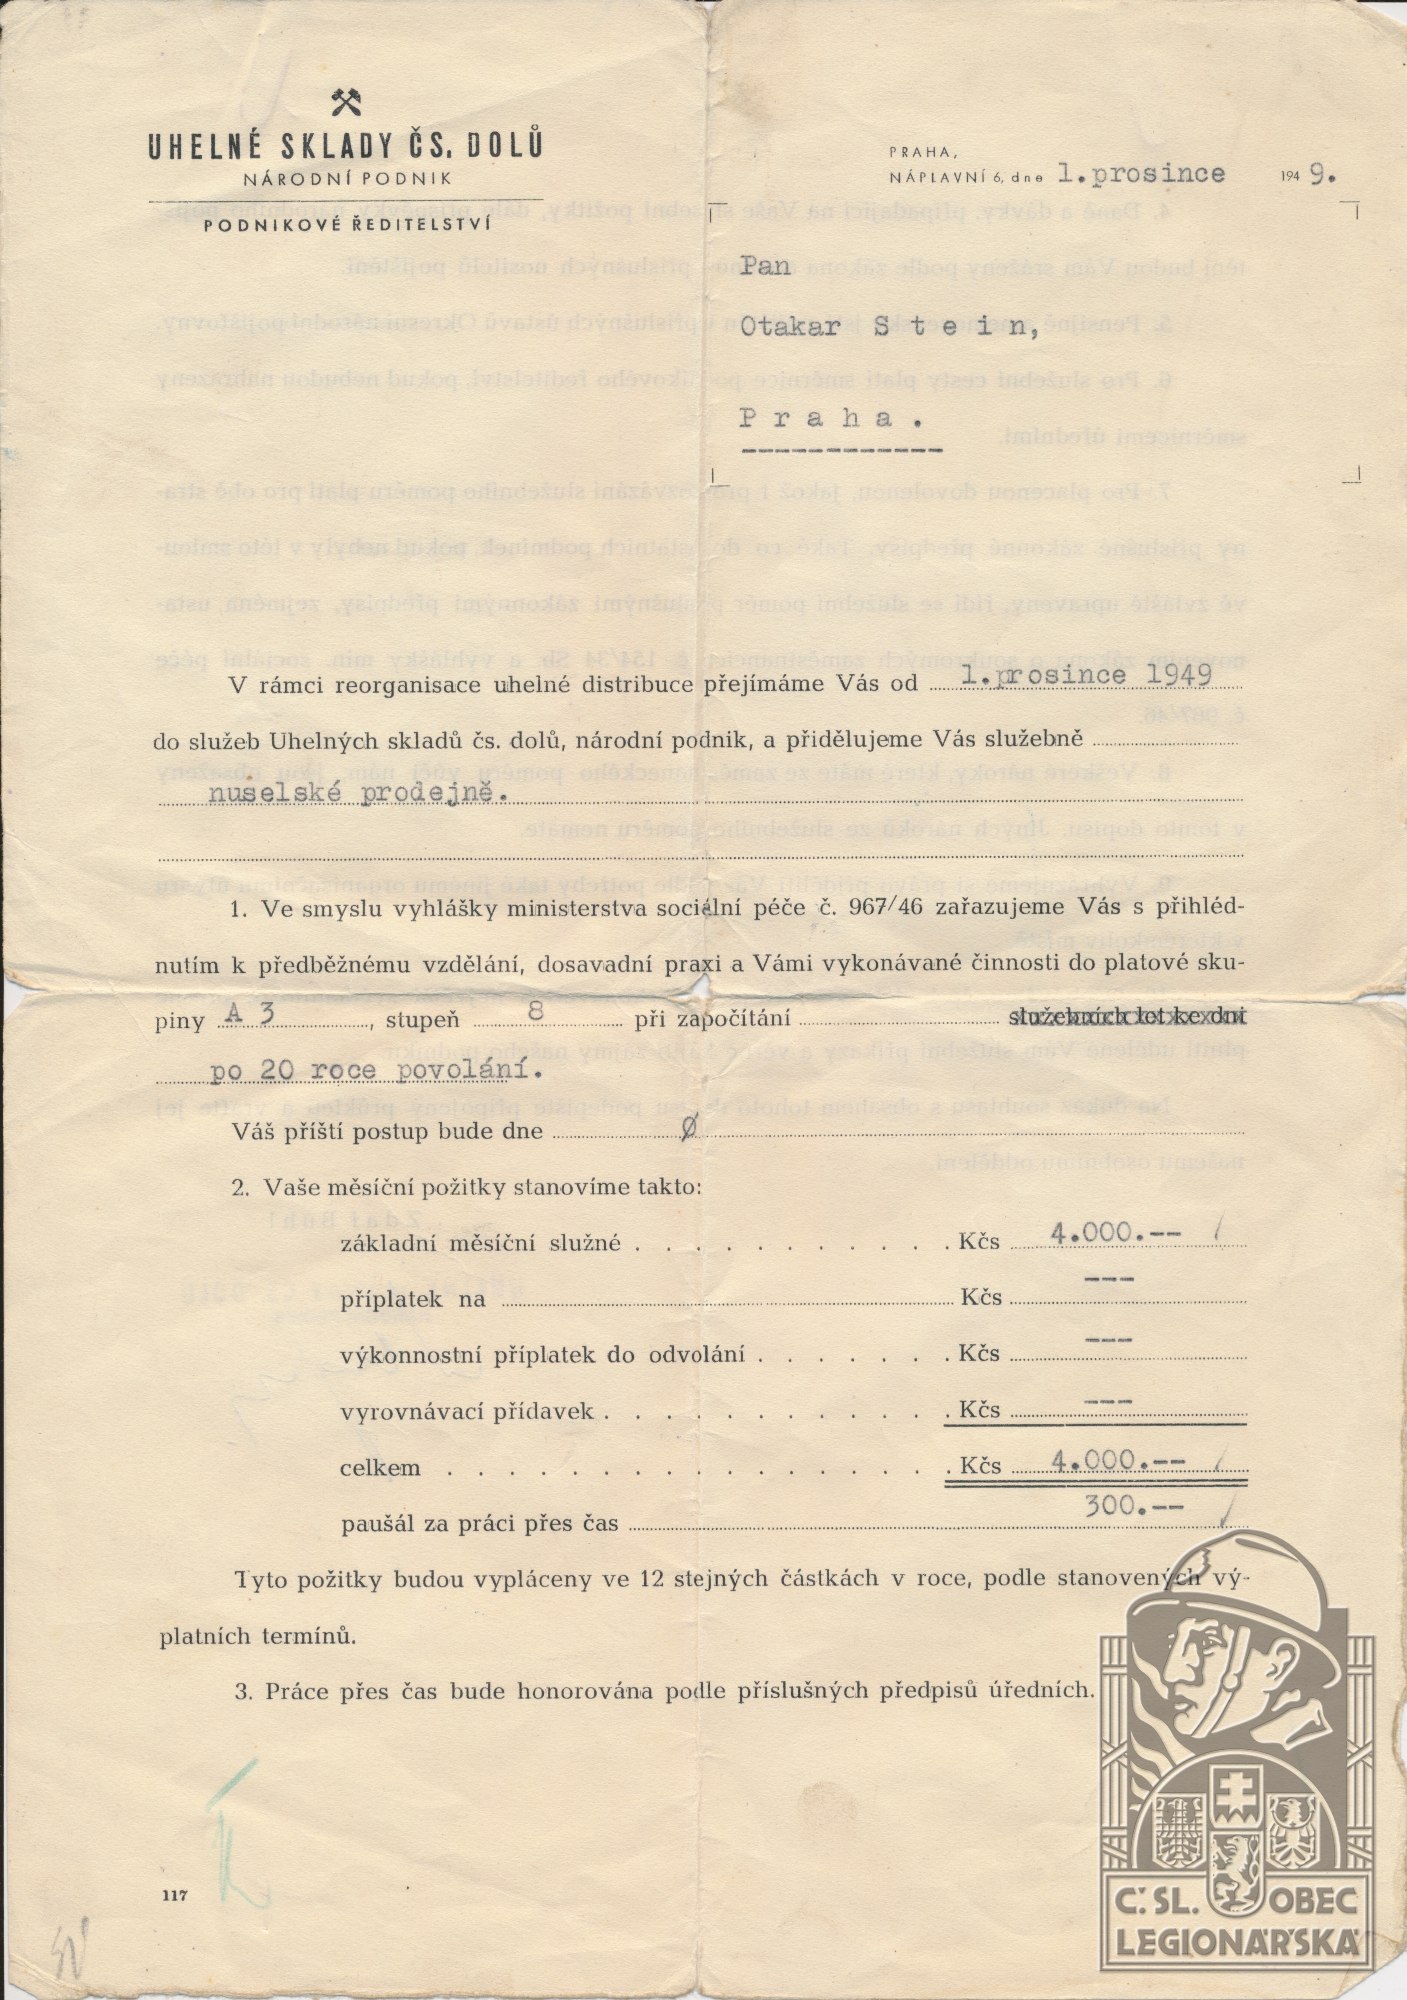 UHELNÉ SKLADY ČS. DOLŮ
NÁRODNÍ PODNIK
PODNIKOVÉ ŘEDITELSTVÍ
PRAHA,
NÁPLAVNÍ 6, dne 1.prosince 194 9.
Pan
Otakar S t e i n,
P r a h a .
V rámci reorganisace uhelné distribuce přejímáme Vás od 1.prosince 1949
do služeb Uhelných skladů čs. dolů, národní podnik, a přidělujeme Vás služebně
nuselské prodejně.
1. Ve smyslu vyhlášky ministerstva sociální péče č. 967/46 zařazujeme Vás s přihléd-
nutím k předběžnému vzdělání, dosavadní praxi a Vámi vykonávané činnosti do platové sku-
piny A 3, stupeň 8 při započítání služebních let ke dni
po 20 roce povolání.
Váš příští postup bude dne Ø
2. Vaše měsíční požitky stanovíme takto:
základní měsíční služné . . . . . . . . . . . Kčs 4.000.--
příplatek na Kčs ---
výkonnostní příplatek do odvolání . . . . . . . Kčs ---
vyrovnávací přídavek . . . . . . . . . . . . Kčs ---
celkem . . . . . . . . . . . . . . . . . Kčs 4.000.--
paušál za práci přes čas 300.--
Tyto požitky budou vypláceny ve 12 stejných částkách v roce, podle stanovených vý-
platních termínů.
3. Práce přes čas bude honorována podle příslušných předpisů úředních.
117
Č.SL. OBEC
LEGIONÁŘSKÁ